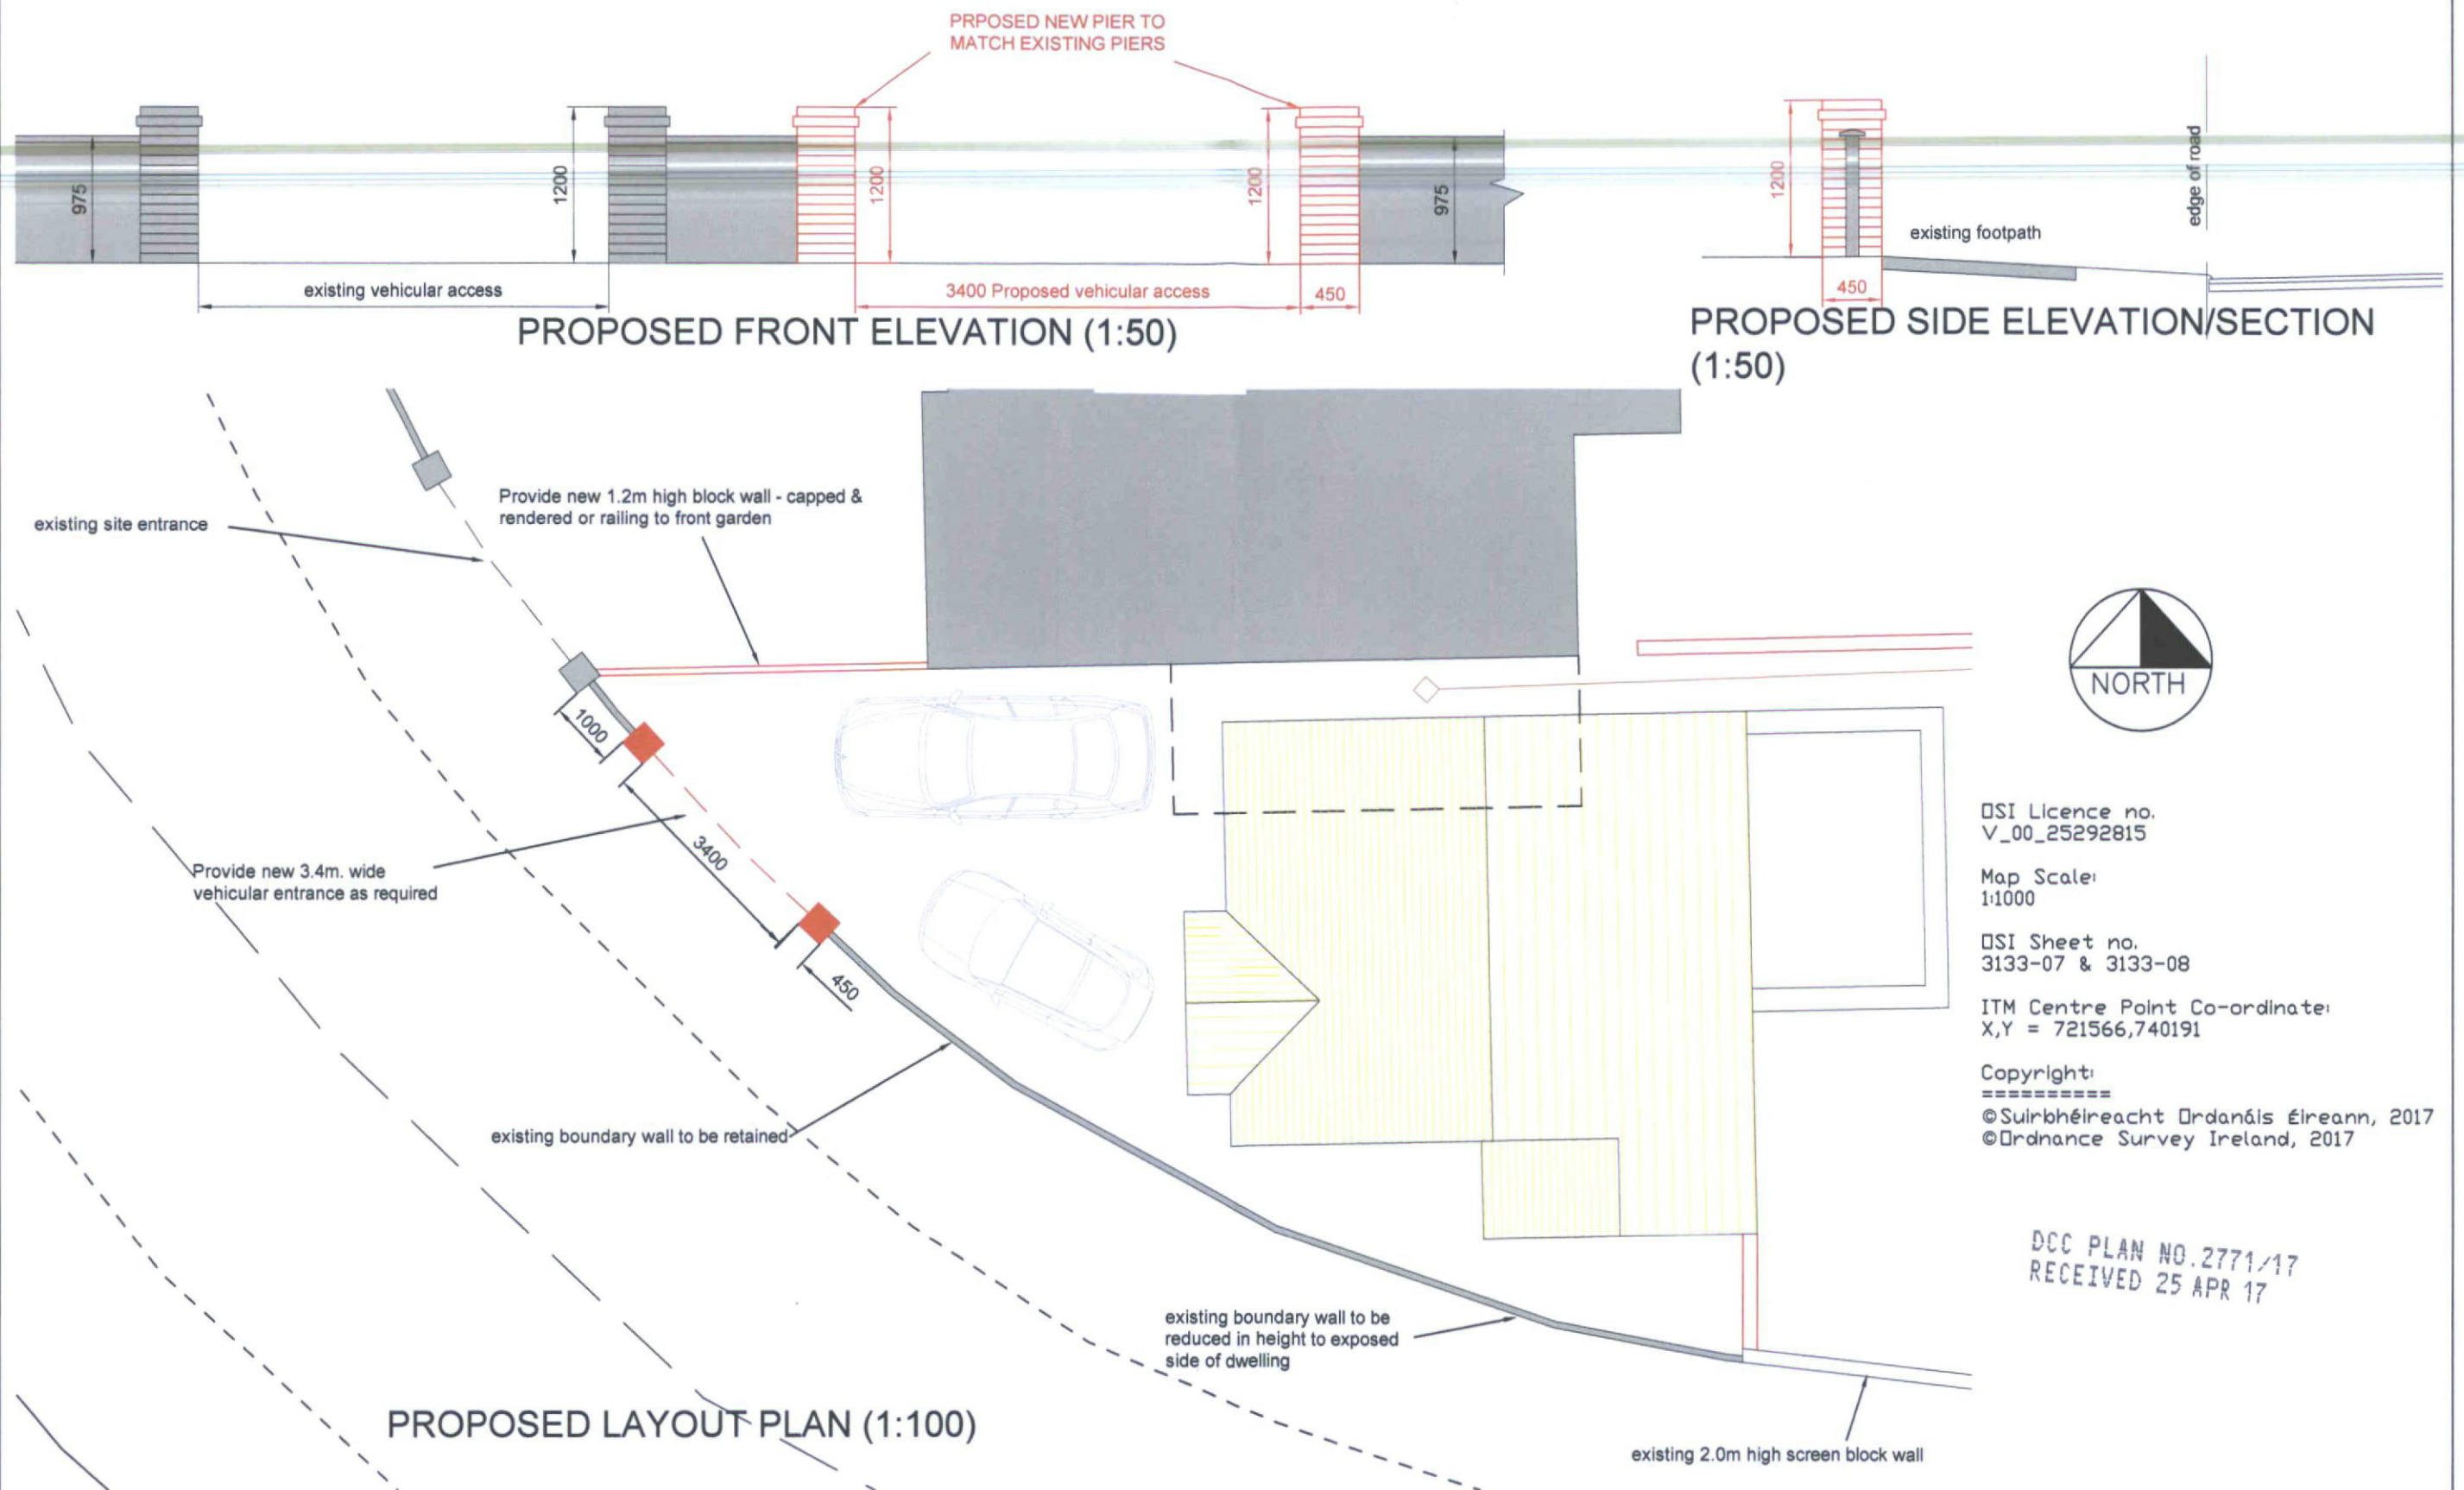 PRPOSED NEW PIER TO
MATCH EXISTING PIERS
975
1200
1200
1200
975
1200
existing footpath
edge of road
existing vehicular access
3400 Proposed vehicular access
450
450
PROPOSED FRONT ELEVATION (1:50)
PROPOSED SIDE ELEVATION/SECTION
(1:50)
existing site entrance
Provide new 1.2m high block wall - capped &
rendered or railing to front garden
1000
3400
450
Provide new 3.4m. wide
vehicular entrance as required
existing boundary wall to be retained
existing boundary wall to be
reduced in height to exposed
side of dwelling
existing 2.0m high screen block wall
PROPOSED LAYOUT PLAN (1:100)
NORTH
OSI Licence no.
V_00_25292815
Map Scale:
1:1000
OSI Sheet no.
3133-07 & 3133-08
ITM Centre Point Co-ordinate:
X,Y = 721566,740191
Copyright:
==========
©Suirbhéireacht Ordanáis Éireann, 2017
©Ordnance Survey Ireland, 2017
DCC PLAN NO.2771/17
RECEIVED 25 APR 17